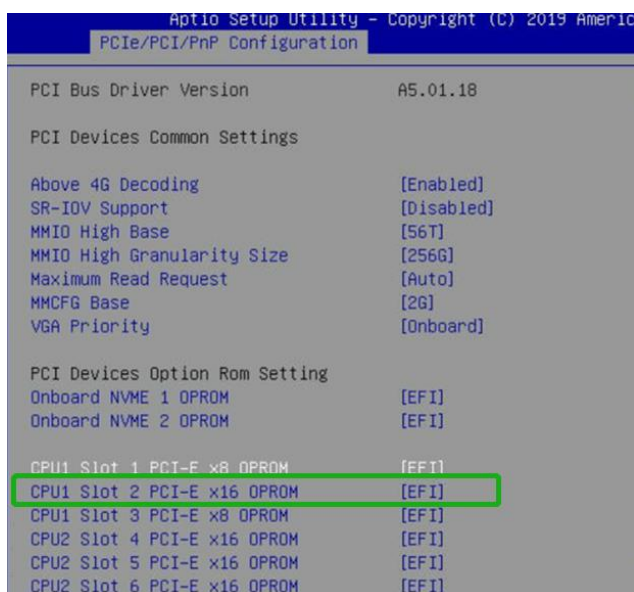 Aptio Setup Utility – Copyright (C) 2019 Americ
PCIe/PCI/PnP Configuration
PCI Bus Driver Version A5.01.18
PCI Devices Common Settings
Above 4G Decoding [Enabled]
SR-IOV Support [Disabled]
MMIO High Base [56T]
MMIO High Granularity Size [256G]
Maximum Read Request [Auto]
MMCFG Base [2G]
VGA Priority [Onboard]
PCI Devices Option Rom Setting
Onboard NVME 1 OPROM [EFI]
Onboard NVME 2 OPROM [EFI]
CPU1 Slot 1 PCI-E x8 OPROM [EFI]
CPU1 Slot 2 PCI-E x16 OPROM [EFI]
CPU1 Slot 3 PCI-E x8 OPROM [EFI]
CPU2 Slot 4 PCI-E x16 OPROM [EFI]
CPU2 Slot 5 PCI-E x16 OPROM [EFI]
CPU2 Slot 6 PCI-E x16 OPROM [EFI]